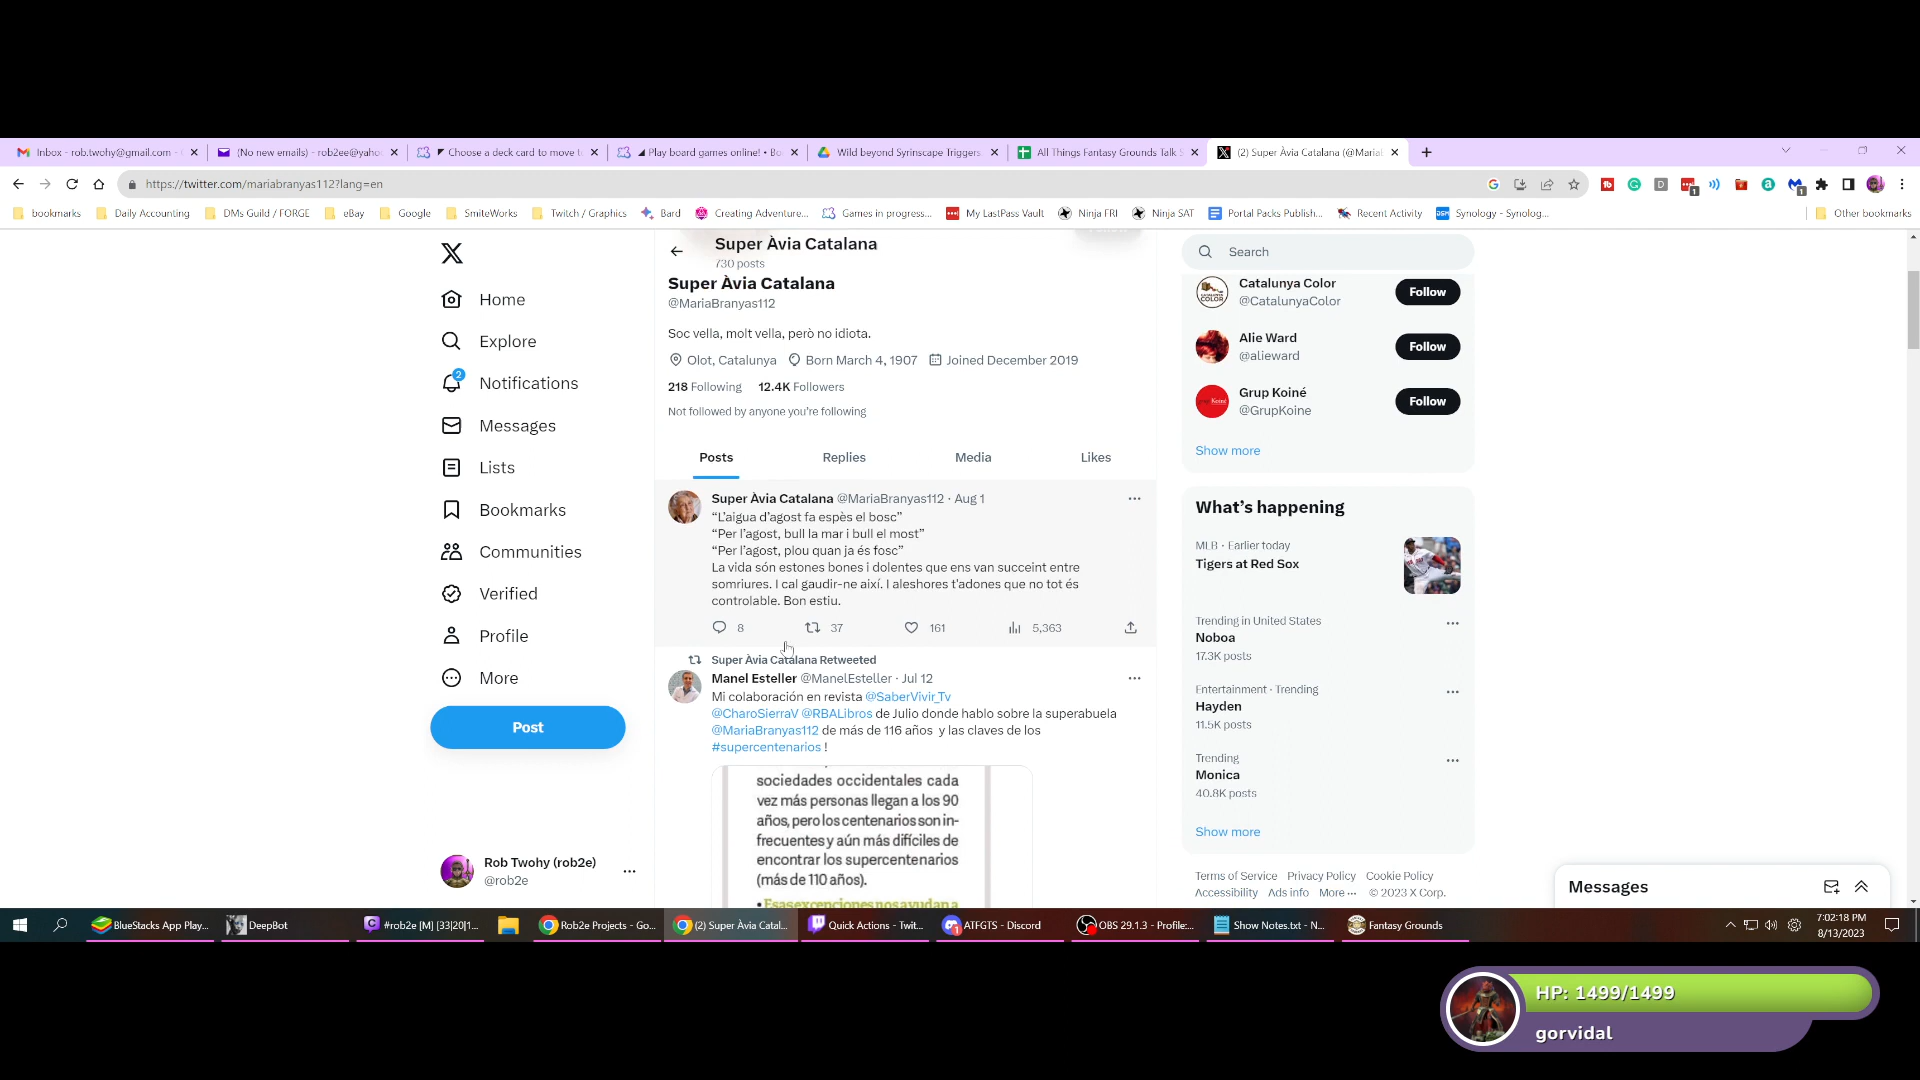 Inbox - rob.twohy@gmail.com -
(No new emails) - rob2ee@yaho
Choose a deck card to move t
Play board games online! • Bo
Wild beyond Syrinscape Triggers
All Things Fantasy Grounds Talk S
(2) Super Àvia Catalana (@Maria
https://twitter.com/mariabranyas112?lang=en
bookmarks
Daily Accounting
DMs Guild / FORGE
eBay
Google
SmiteWorks
Twitch / Graphics
Bard
Creating Adventure...
Games in progress...
My LastPass Vault
Ninja FRI
Ninja SAT
Portal Packs Publish...
Recent Activity
Synology - Synolog...
Other bookmarks
Home
Explore
2
Notifications
Messages
Lists
Bookmarks
Communities
Verified
Profile
More
Post
Rob Twohy (rob2e)
@rob2e
Super Àvia Catalana
730 posts
Super Àvia Catalana
@MariaBranyas112
Soc vella, molt vella, però no idiota.
Olot, Catalunya Born March 4, 1907 Joined December 2019
218 Following 12.4K Followers
Not followed by anyone you're following
Posts Replies Media Likes
Super Àvia Catalana @MariaBranyas112 · Aug 1
“L’aigua d’agost fa espès el bosc”
“Per l’agost, bull la mar i bull el most”
“Per l’agost, plou quan ja és fosc”
La vida són estones bones i dolentes que ens van succeint entre
somriures. I cal gaudir-ne així. I aleshores t'adones que no tot és
controlable. Bon estiu.
8 37 161 5,363
Super Àvia Catalana Retweeted
Manel Esteller @ManelEsteller · Jul 12
Mi colaboración en revista @SaberVivir_Tv
@CharoSierraV @RBALibros de Julio donde hablo sobre la superabuela
@MariaBranyas112 de más de 116 años y las claves de los
#supercentenarios !
sociedades occidentales cada
vez más personas llegan a los 90
años, pero los centenarios son in-
frecuentes y aún más difíciles de
encontrar los supercentenarios
(más de 110 años).
• Esas excepciones nos ayudan a
Search
Catalunya Color
@CatalunyaColor
Follow
Alie Ward
@alieward
Follow
Grup Koiné
@GrupKoine
Follow
Show more
What’s happening
MLB · Earlier today
Tigers at Red Sox
Trending in United States
Noboa
17.3K posts
Entertainment · Trending
Hayden
11.5K posts
Trending
Monica
40.8K posts
Show more
Terms of Service Privacy Policy Cookie Policy
Accessibility Ads info More ··· © 2023 X Corp.
Messages
BlueStacks App Play...
DeepBot
#rob2e [M] [33|20|1...
Rob2e Projects - Go...
(2) Super Àvia Catal...
Quick Actions - Twit...
ATFGTS - Discord
OBS 29.1.3 - Profile:...
Show Notes.txt - N...
Fantasy Grounds
7:02:18 PM
8/13/2023
HP: 1499/1499
gorvidal